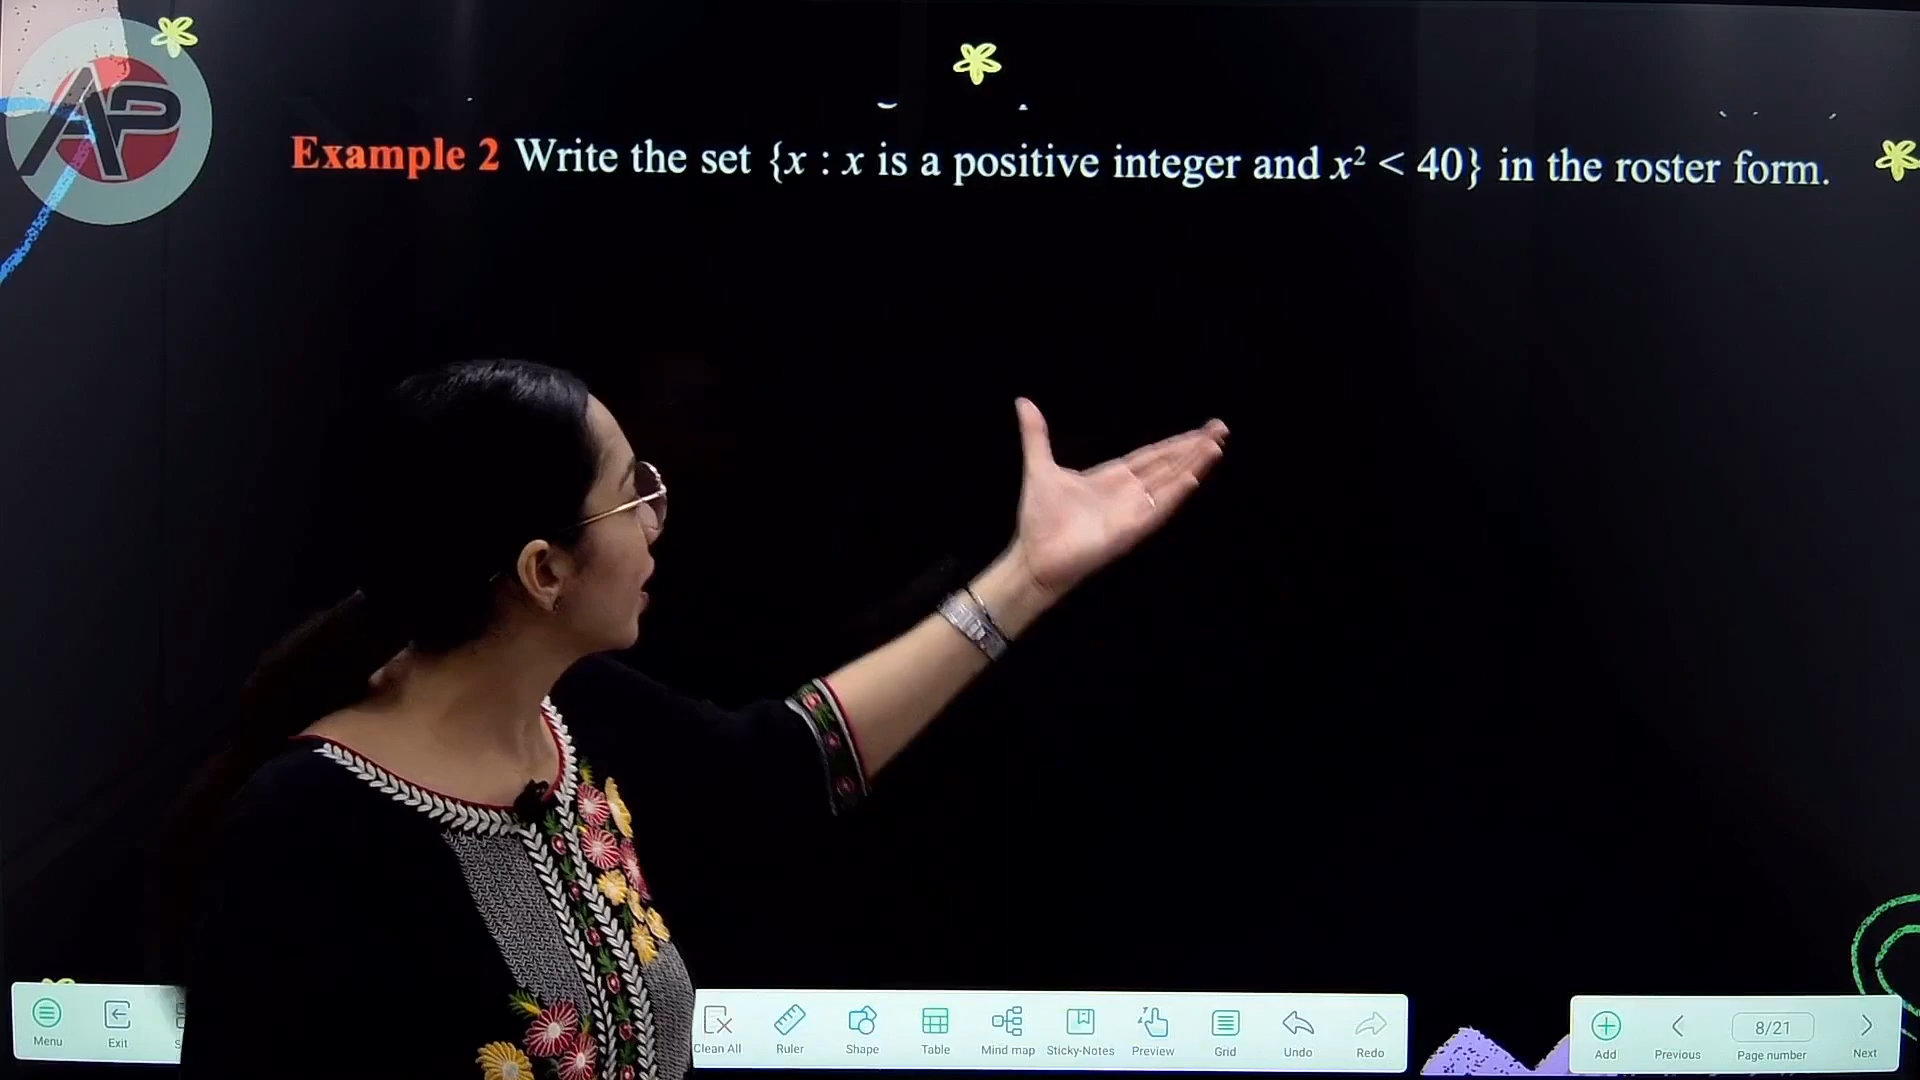 AP
Example 2 Write the set {x : x is a positive integer and x² < 40} in the roster form.
Menu
Exit
Clean All
Ruler
Shape
Table
Mind map
Sticky-Notes
Preview
Grid
Undo
Redo
Add
Previous
8/21
Page number
Next